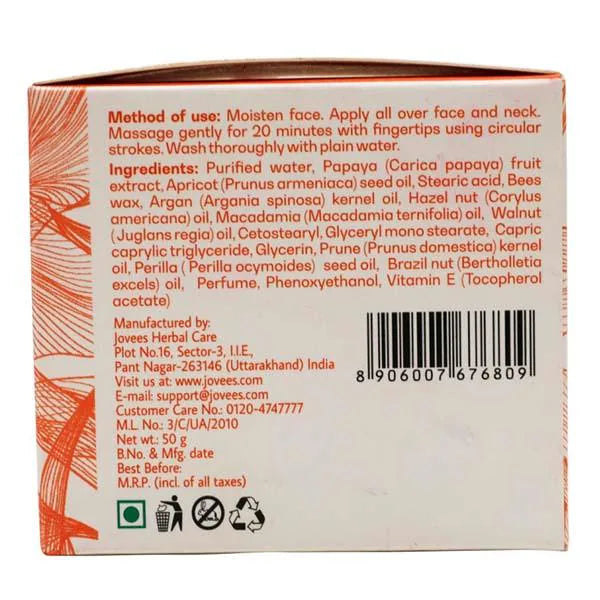 Method of use: Moisten face. Apply all over face and neck.
Massage gently for 20 minutes with fingertips using circular
strokes. Wash thoroughly with plain water.
Ingredients: Purified water, Papaya (Carica papaya) fruit
extract, Apricot (Prunus armeniaca) seed oil, Stearic acid, Bees
wax, Argan (Argania spinosa) kernel oil, Hazel nut (Corylus
americana) oil, Macadamia (Macadamia ternifolia) oil, Walnut
(Juglans regia) oil, Cetostearyl, Glyceryl mono stearate, Capric
caprylic triglyceride, Glycerin, Prune (Prunus domestica) kernel
oil, Perilla ( Perilla ocymoides) seed oil, Brazil nut (Bertholletia
excels) oil, Perfume, Phenoxyethanol, Vitamin E (Tocopherol
acetate)
Manufactured by:
Jovees Herbal Care
Plot No.16, Sector-3, I.I.E.,
Pant Nagar-263146 (Uttarakhand) India
Visit us at: www.jovees.com
E-mail: support@jovees.com
Customer Care No.: 0120-4747777
M.L. No.: 3/C/UA/2010
Net wt.: 50 g
B.No. & Mfg. date
Best Before:
M.R.P. (incl. of all taxes)
8 906007 676809